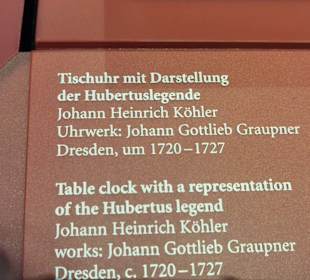 Tischuhr mit Darstellung
der Hubertuslegende
Johann Heinrich Köhler
Uhrwerk: Johann Gottlieb Graupner
Dresden, um 1720–1727
Table clock with a representation
of the Hubertus legend
Johann Heinrich Köhler
works: Johann Gottlieb Graupner
Dresden, c. 1720–1727